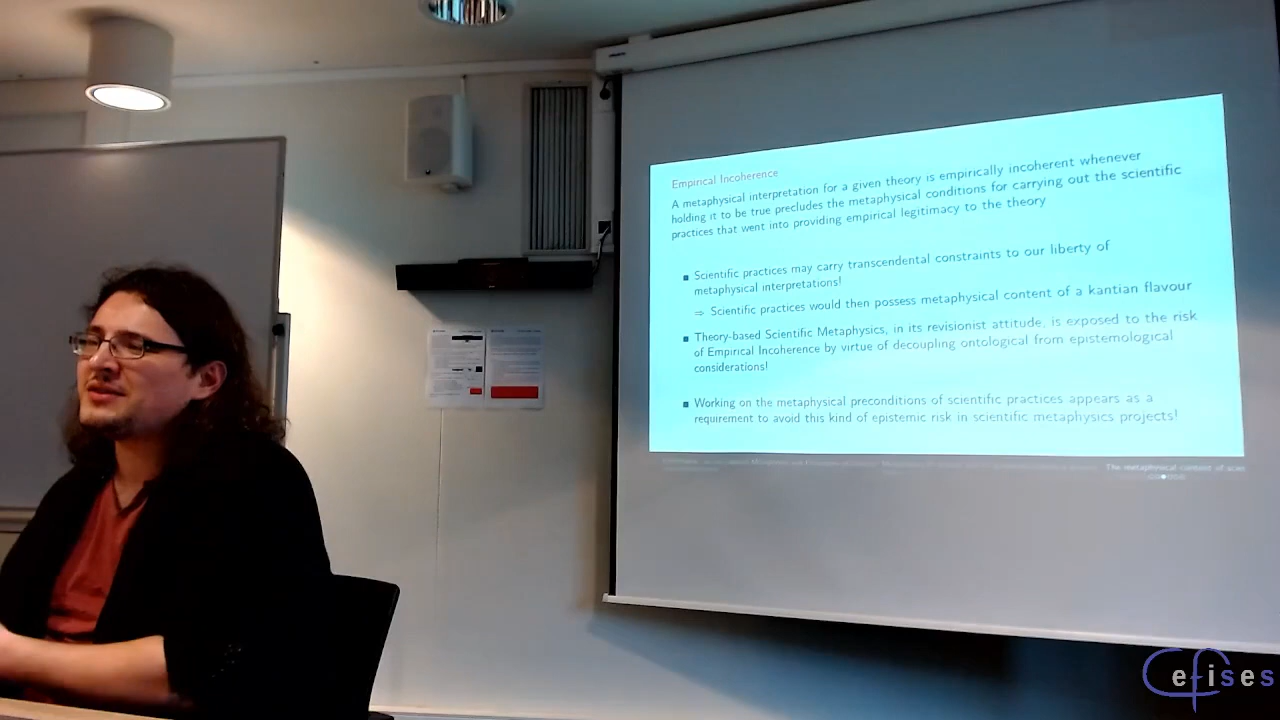 Empirical Incoherence
A metaphysical interpretation for a given theory is empirically incoherent whenever
holding it to be true precludes the metaphysical conditions for carrying out the scientific
practices that went into providing empirical legitimacy to the theory
Scientific practices may carry transcendental constraints to our liberty of
metaphysical interpretations!
⇒ Scientific practices would then possess metaphysical content of a kantian flavour
Theory-based Scientific Metaphysics, in its revisionist attitude, is exposed to the risk
of Empirical Incoherence by virtue of decoupling ontological from epistemological
considerations!
Working on the metaphysical preconditions of scientific practices appears as a
requirement to avoid this kind of epistemic risk in scientific metaphysics projects!
The metaphysical content of scien
Cefises